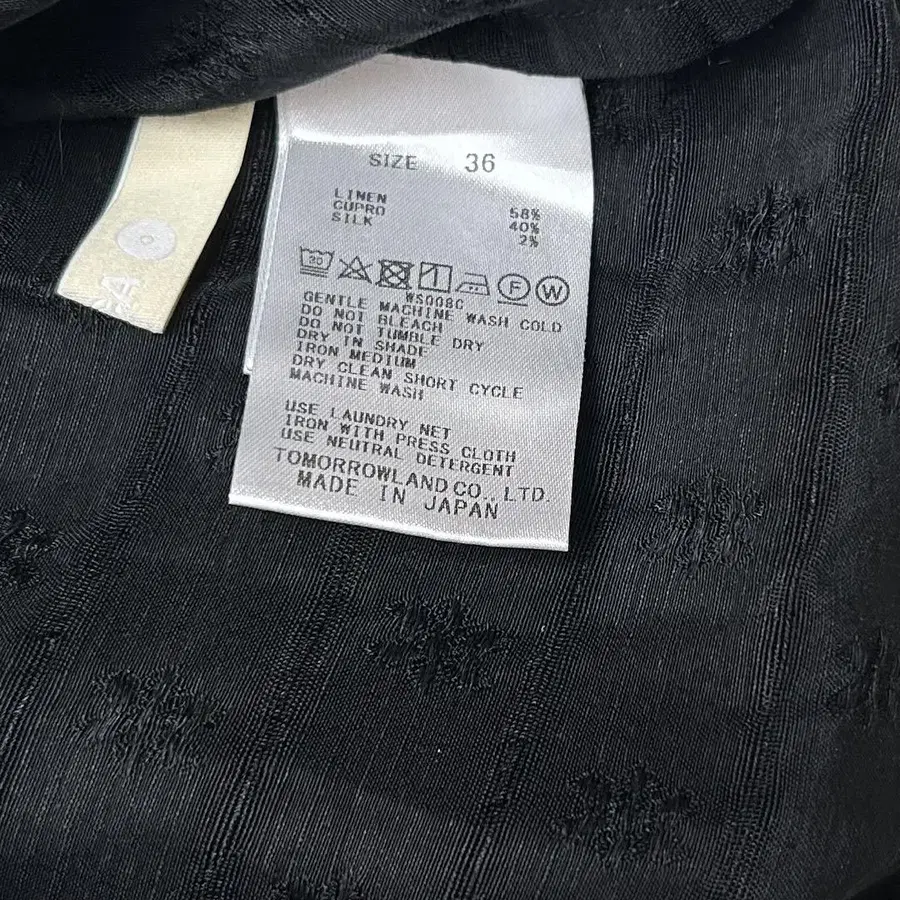 SIZE 36
LINEN 58%
CUPRO 40%
SILK 2%
30 F W
WS008C
GENTLE MACHINE WASH COLD
DO NOT BLEACH
DO NOT TUMBLE DRY
DRY IN SHADE
IRON MEDIUM
DRY CLEAN SHORT CYCLE
MACHINE WASH
USE LAUNDRY NET
IRON WITH PRESS CLOTH
USE NEUTRAL DETERGENT
TOMORROWLAND CO., LTD.
MADE IN JAPAN